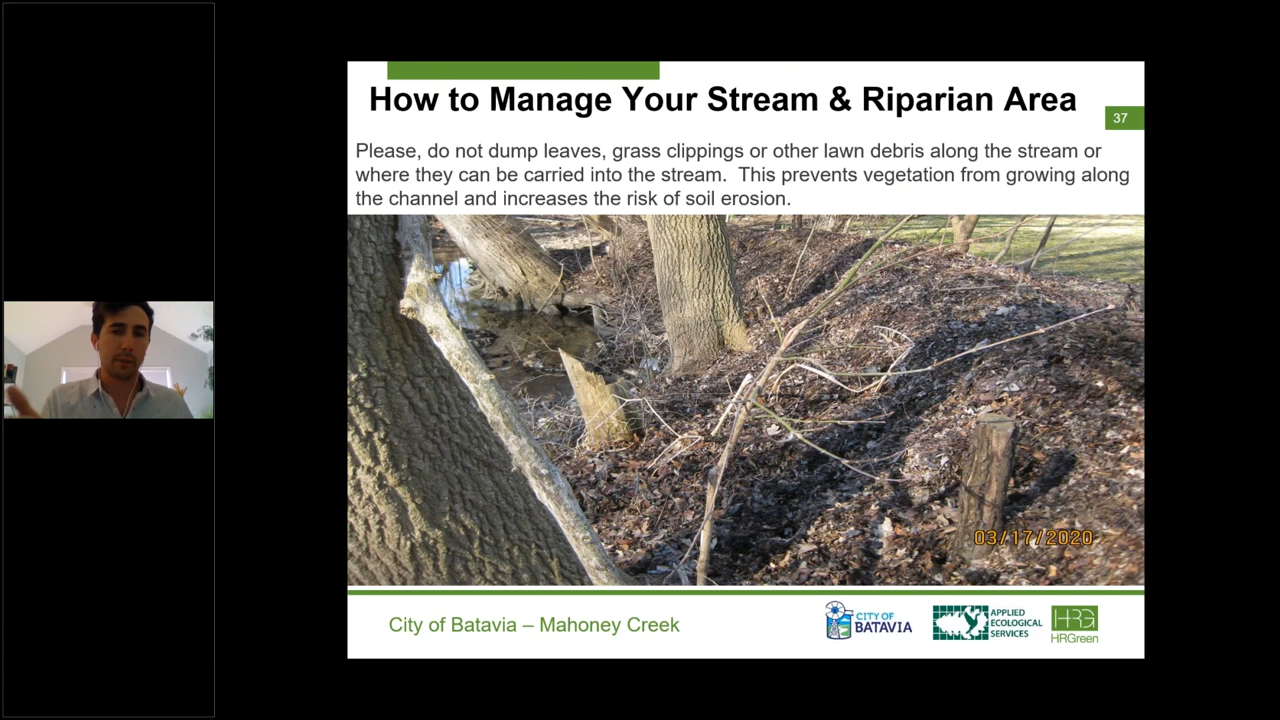 How to Manage Your Stream & Riparian Area
37
Please, do not dump leaves, grass clippings or other lawn debris along the stream or
where they can be carried into the stream.  This prevents vegetation from growing along
the channel and increases the risk of soil erosion.
03/17/2020
City of Batavia – Mahoney Creek
CITY OF
BATAVIA
APPLIED
ECOLOGICAL
SERVICES
HRG
HRGreen